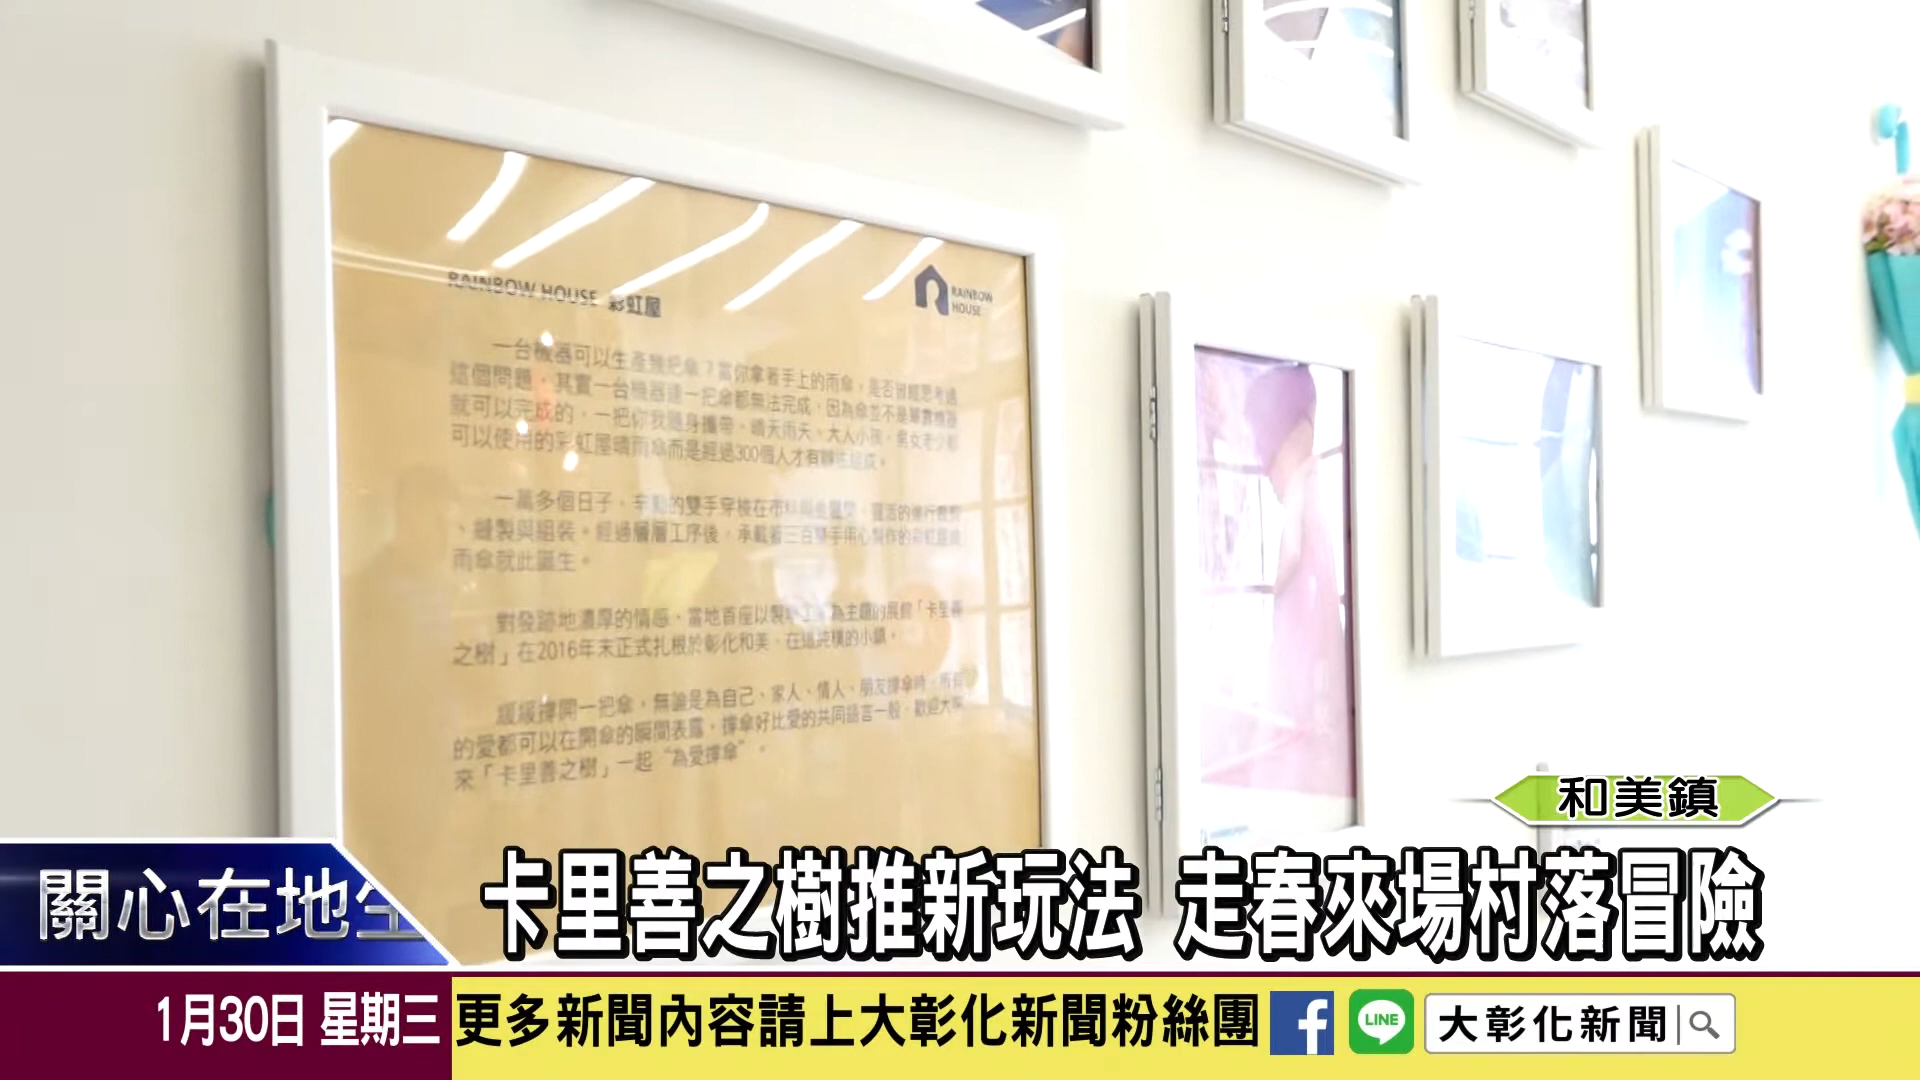 RAINBOW HOUSE 彩虹屋
RAINBOW
HOUSE
一台機器可以生產幾把傘？當你拿著手上的雨傘，是否曾經思考過
這個問題，其實一台機器連一把傘都無法完成，因為傘並不是單靠機器
就可以完成的，一把你我隨身攜帶、晴天雨天、大人小孩、男女老少都
可以使用的彩虹屋晴雨傘而是經過300個人才有辦法組成。
一萬多個日子，辛勤的雙手穿梭在布料
、縫製與組裝。經過層層工序後，承載著三百雙手用心製作的彩虹屋晴
雨傘就此誕生。
對發跡地濃厚的情感，當地首座以製傘工藝為主題的展館「卡里善
之樹」在2016年末正式扎根於彰化和美，在這純樸的小鎮。
緩緩撐開一把傘，無論是為自己、家人、情人、朋友撐傘時，所有
的愛都可以在開傘的瞬間表露，撐傘好比愛的共同語言一般，歡迎大家
來「卡里善之樹」一起“為愛撐傘”。
和美鎮
關心在地生
卡里善之樹推新玩法 走春來場村落冒險
1月30日 星期三 更多新聞內容請上大彰化新聞粉絲團 f LINE 大彰化新聞